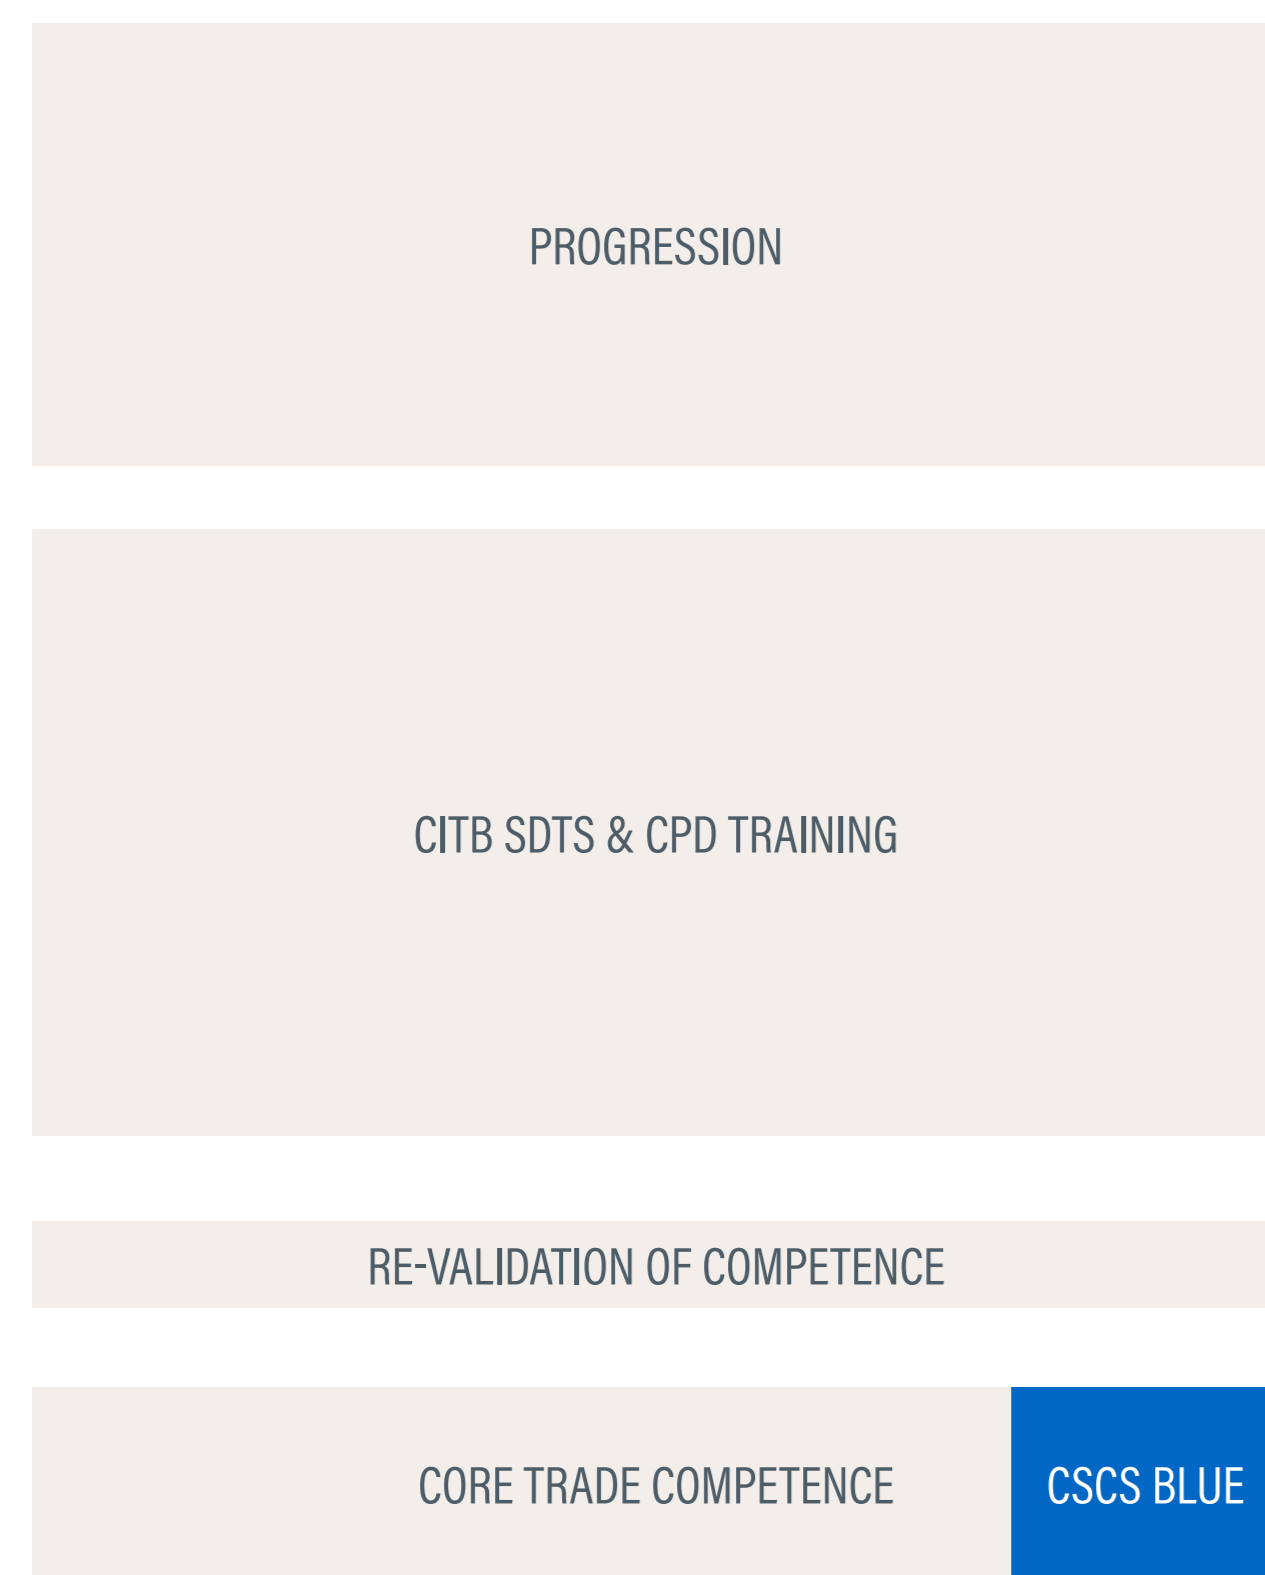 PROGRESSION
CITB SDTS & CPD TRAINING
RE-VALIDATION OF COMPETENCE
CORE TRADE COMPETENCE
CSCS BLUE